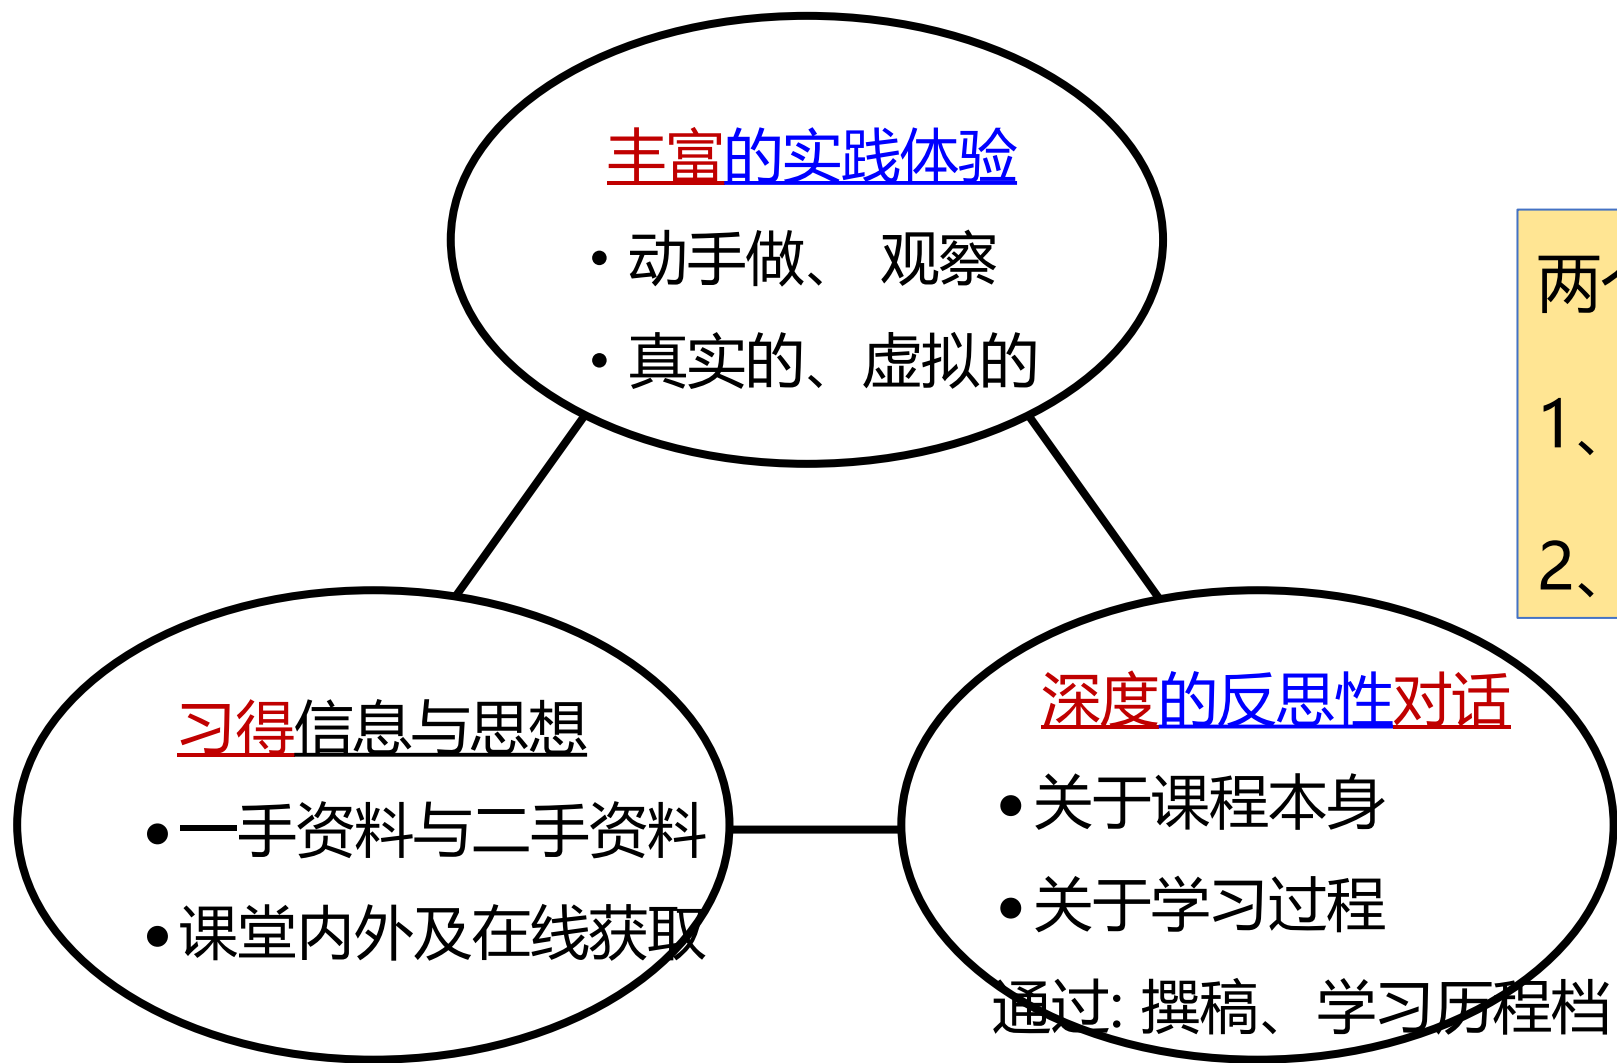 丰富的实践体验
• 动手做、 观察
• 真实的、虚拟的
两个
1、
2、
习得信息与思想
• 一手资料与二手资料
• 课堂内外及在线获取
深度的反思性对话
• 关于课程本身
• 关于学习过程
通过: 撰稿、学习历程档